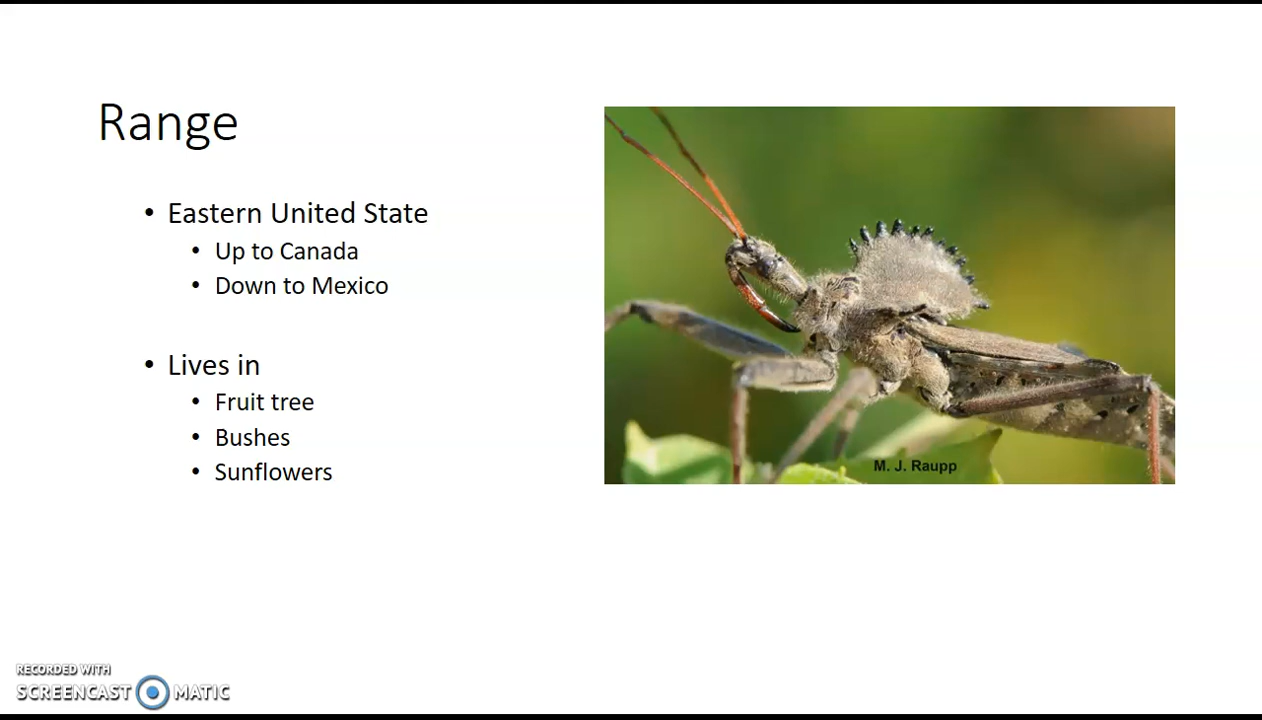 Range
• Eastern United State
• Up to Canada
• Down to Mexico
• Lives in
• Fruit tree
• Bushes
• Sunflowers
M. J. Raupp
RECORDED WITH
SCREENCAST MATIC